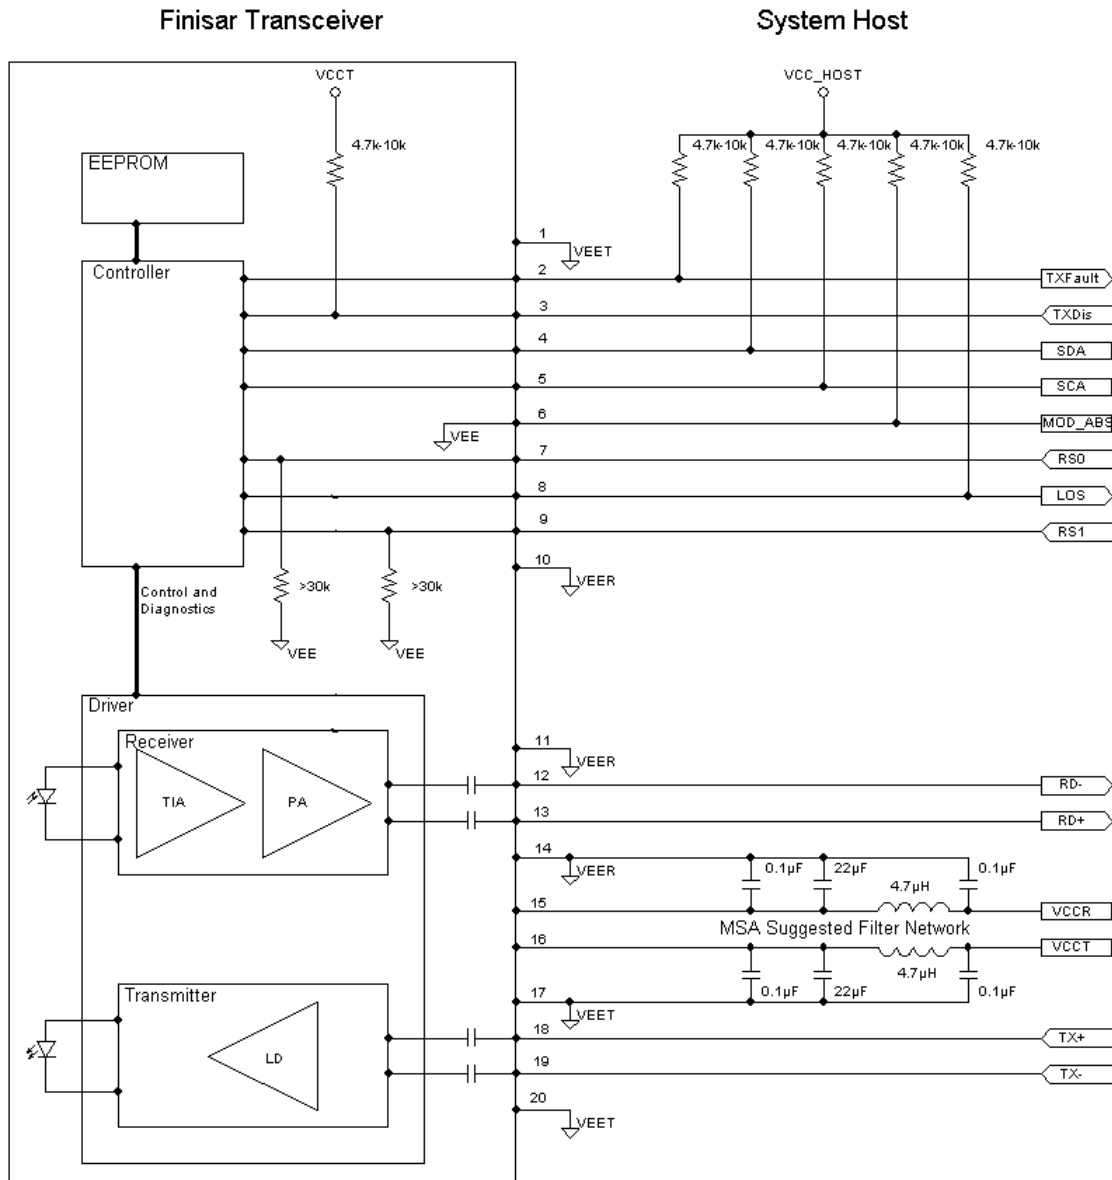 Finisar Transceiver
System Host
VCCT
VCC_HOST
4.7k-10k
4.7k-10k
4.7k-10k
4.7k-10k
4.7k-10k
4.7k-10k
EEPROM
1
VEET
Controller
2
TXFault
3
TXDis
4
SDA
5
SCA
6
VEE
MOD_ABS
7
RS0
8
LOS
9
RS1
10
VEER
>30k
>30k
Control and
Diagnostics
VEE
VEE
Driver
Receiver
11
VEER
TIA
PA
12
RD-
13
RD+
14
VEER
0.1µF
22µF
4.7µH
0.1µF
15
VCCR
MSA Suggested Filter Network
16
VCCT
4.7µH
Transmitter
17
0.1µF
22µF
0.1µF
VEET
18
TX+
LD
19
TX-
20
VEET